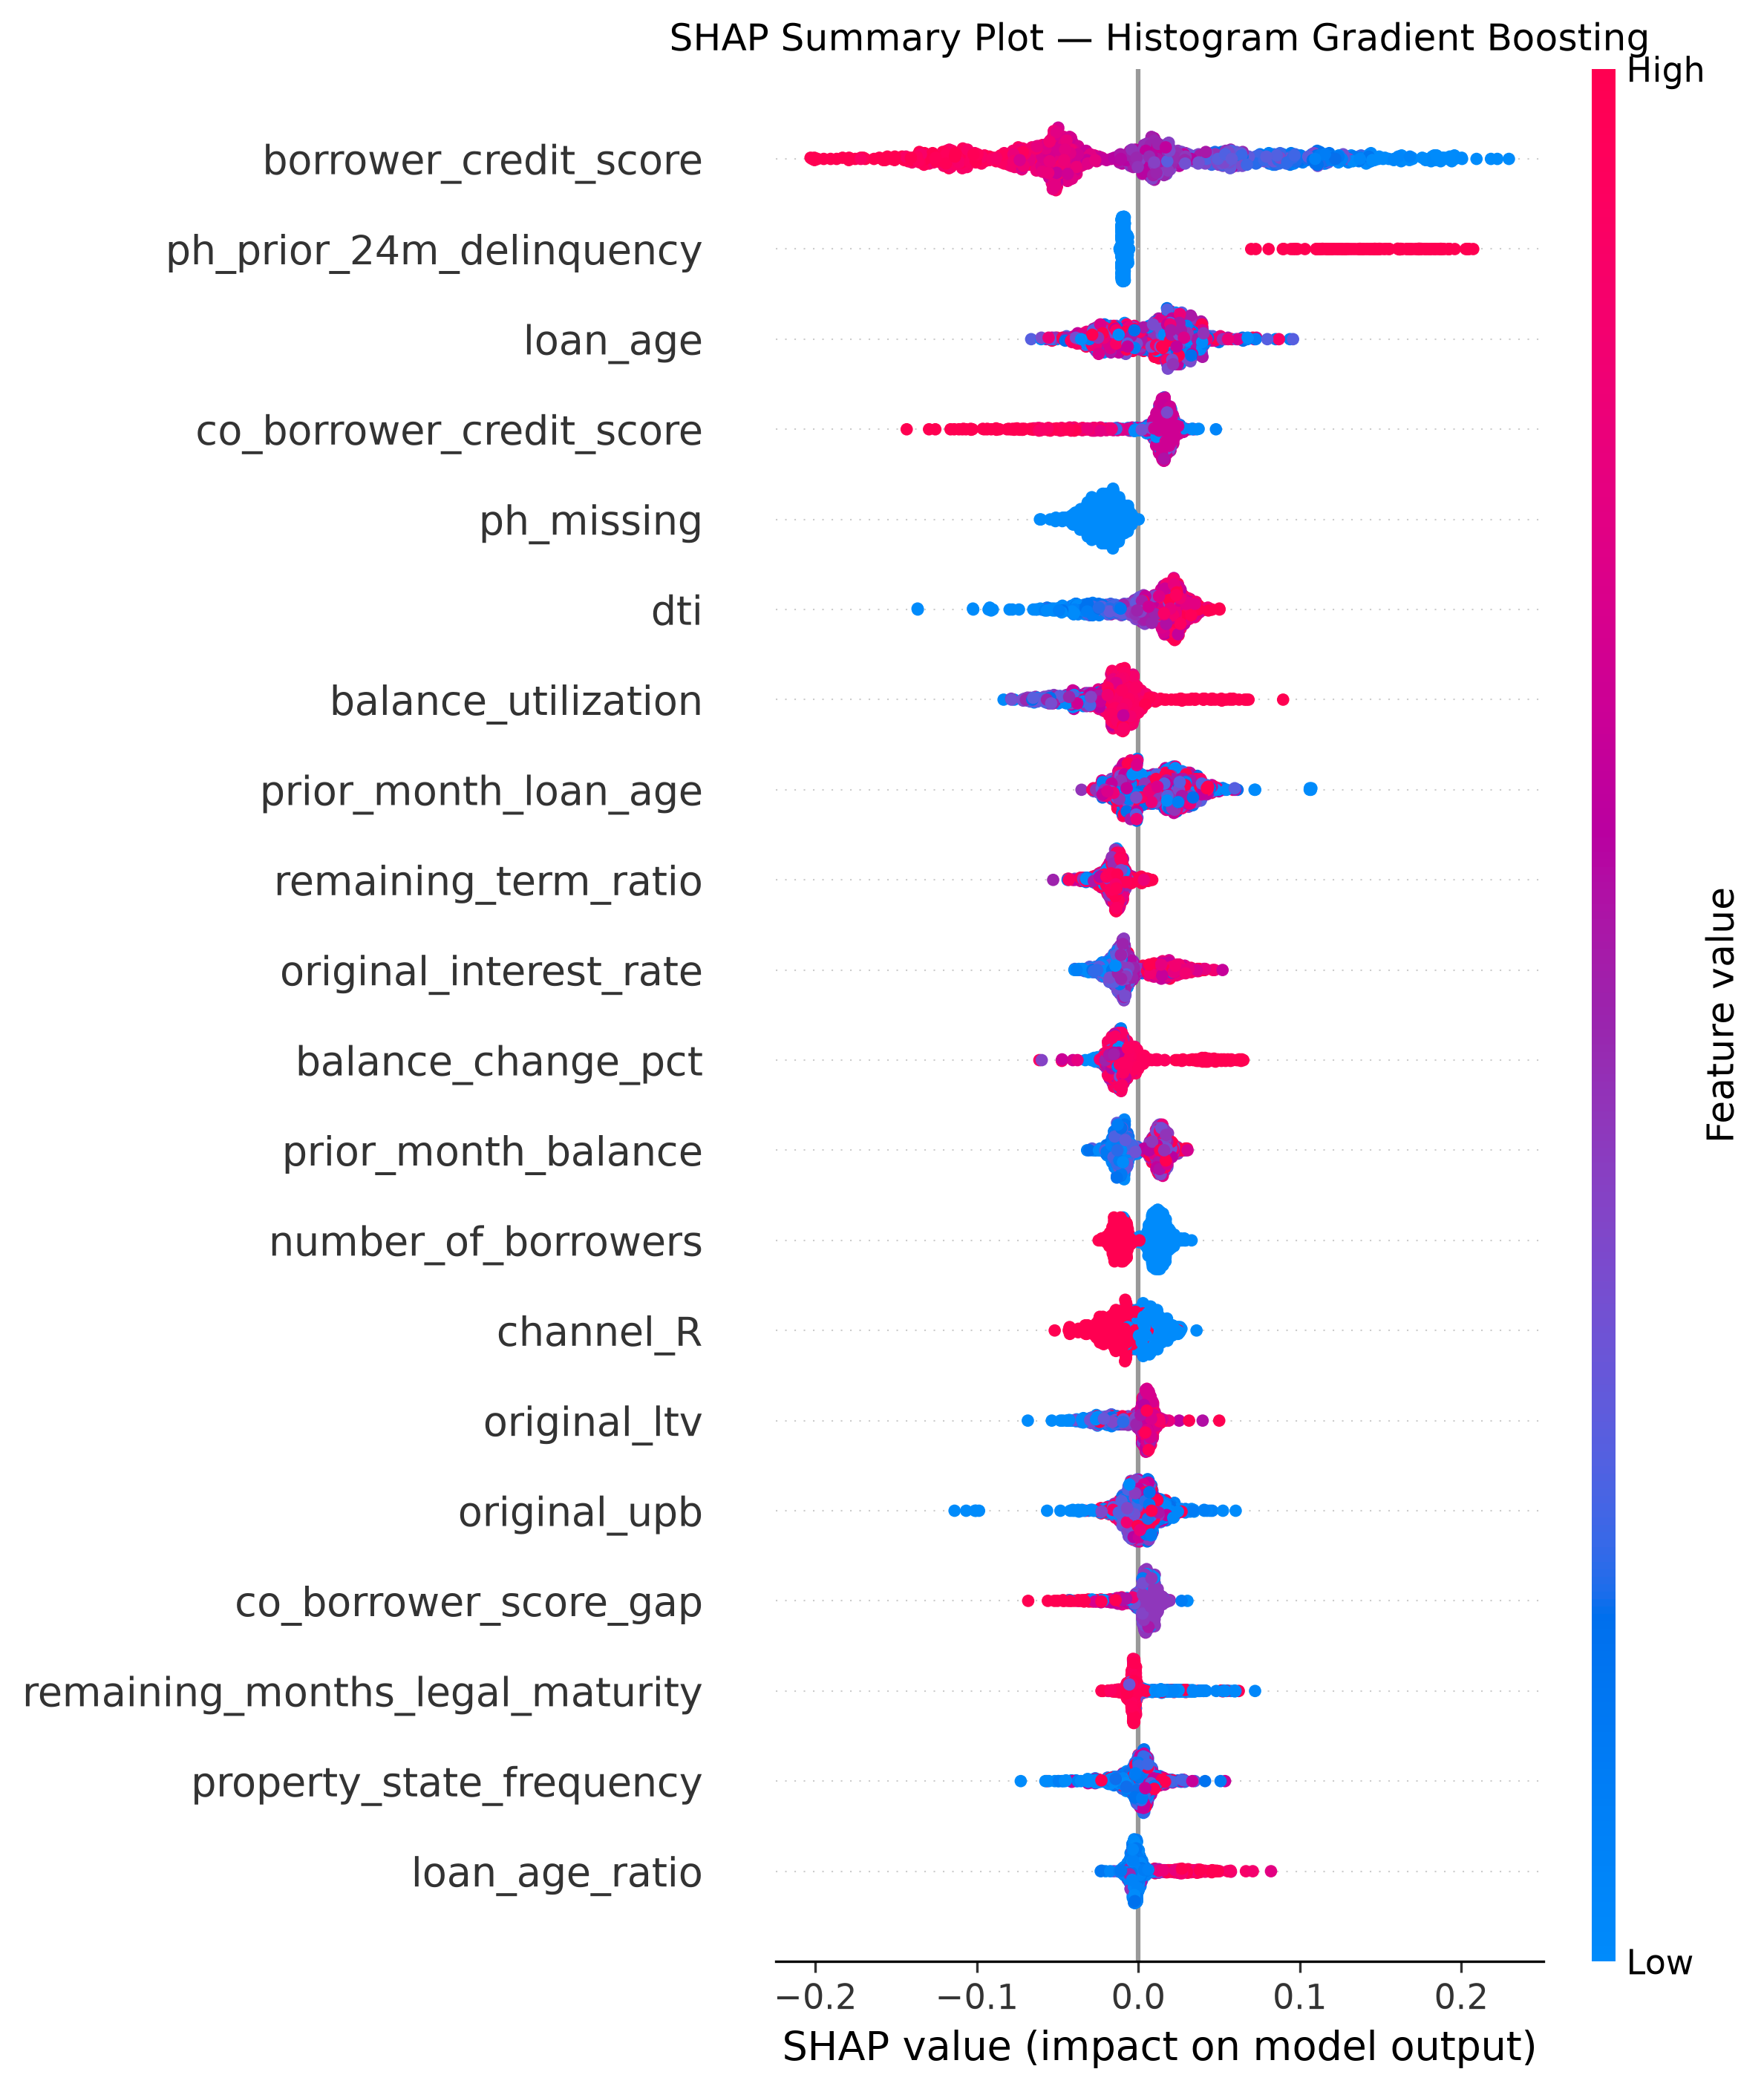 SHAP Summary Plot — Histogram Gradient Boosting
High
borrower_credit_score
ph_prior_24m_delinquency
loan_age
co_borrower_credit_score
ph_missing
dti
balance_utilization
prior_month_loan_age
remaining_term_ratio
original_interest_rate
balance_change_pct
prior_month_balance
number_of_borrowers
channel_R
original_ltv
original_upb
co_borrower_score_gap
remaining_months_legal_maturity
property_state_frequency
loan_age_ratio
Feature value
Low
−0.2 −0.1 0.0 0.1 0.2
SHAP value (impact on model output)